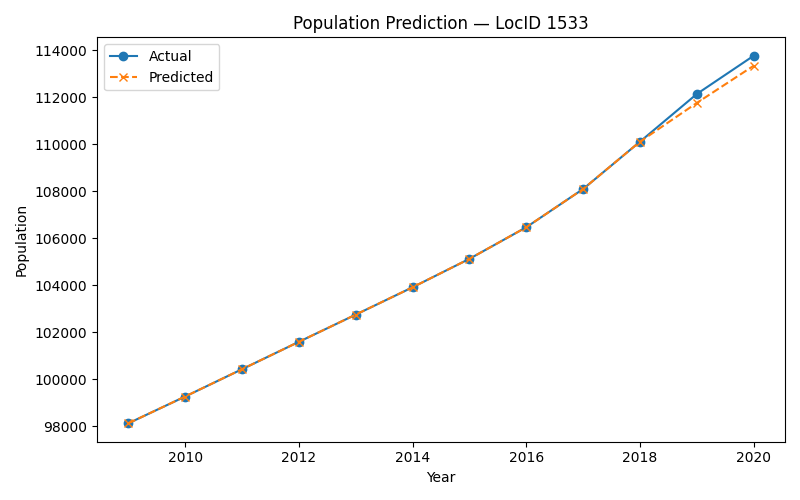 Population Prediction — LocID 1533
Actual
Predicted
114000
112000
110000
108000
106000
104000
102000
100000
98000
Population
2010 2012 2014 2016 2018 2020
Year